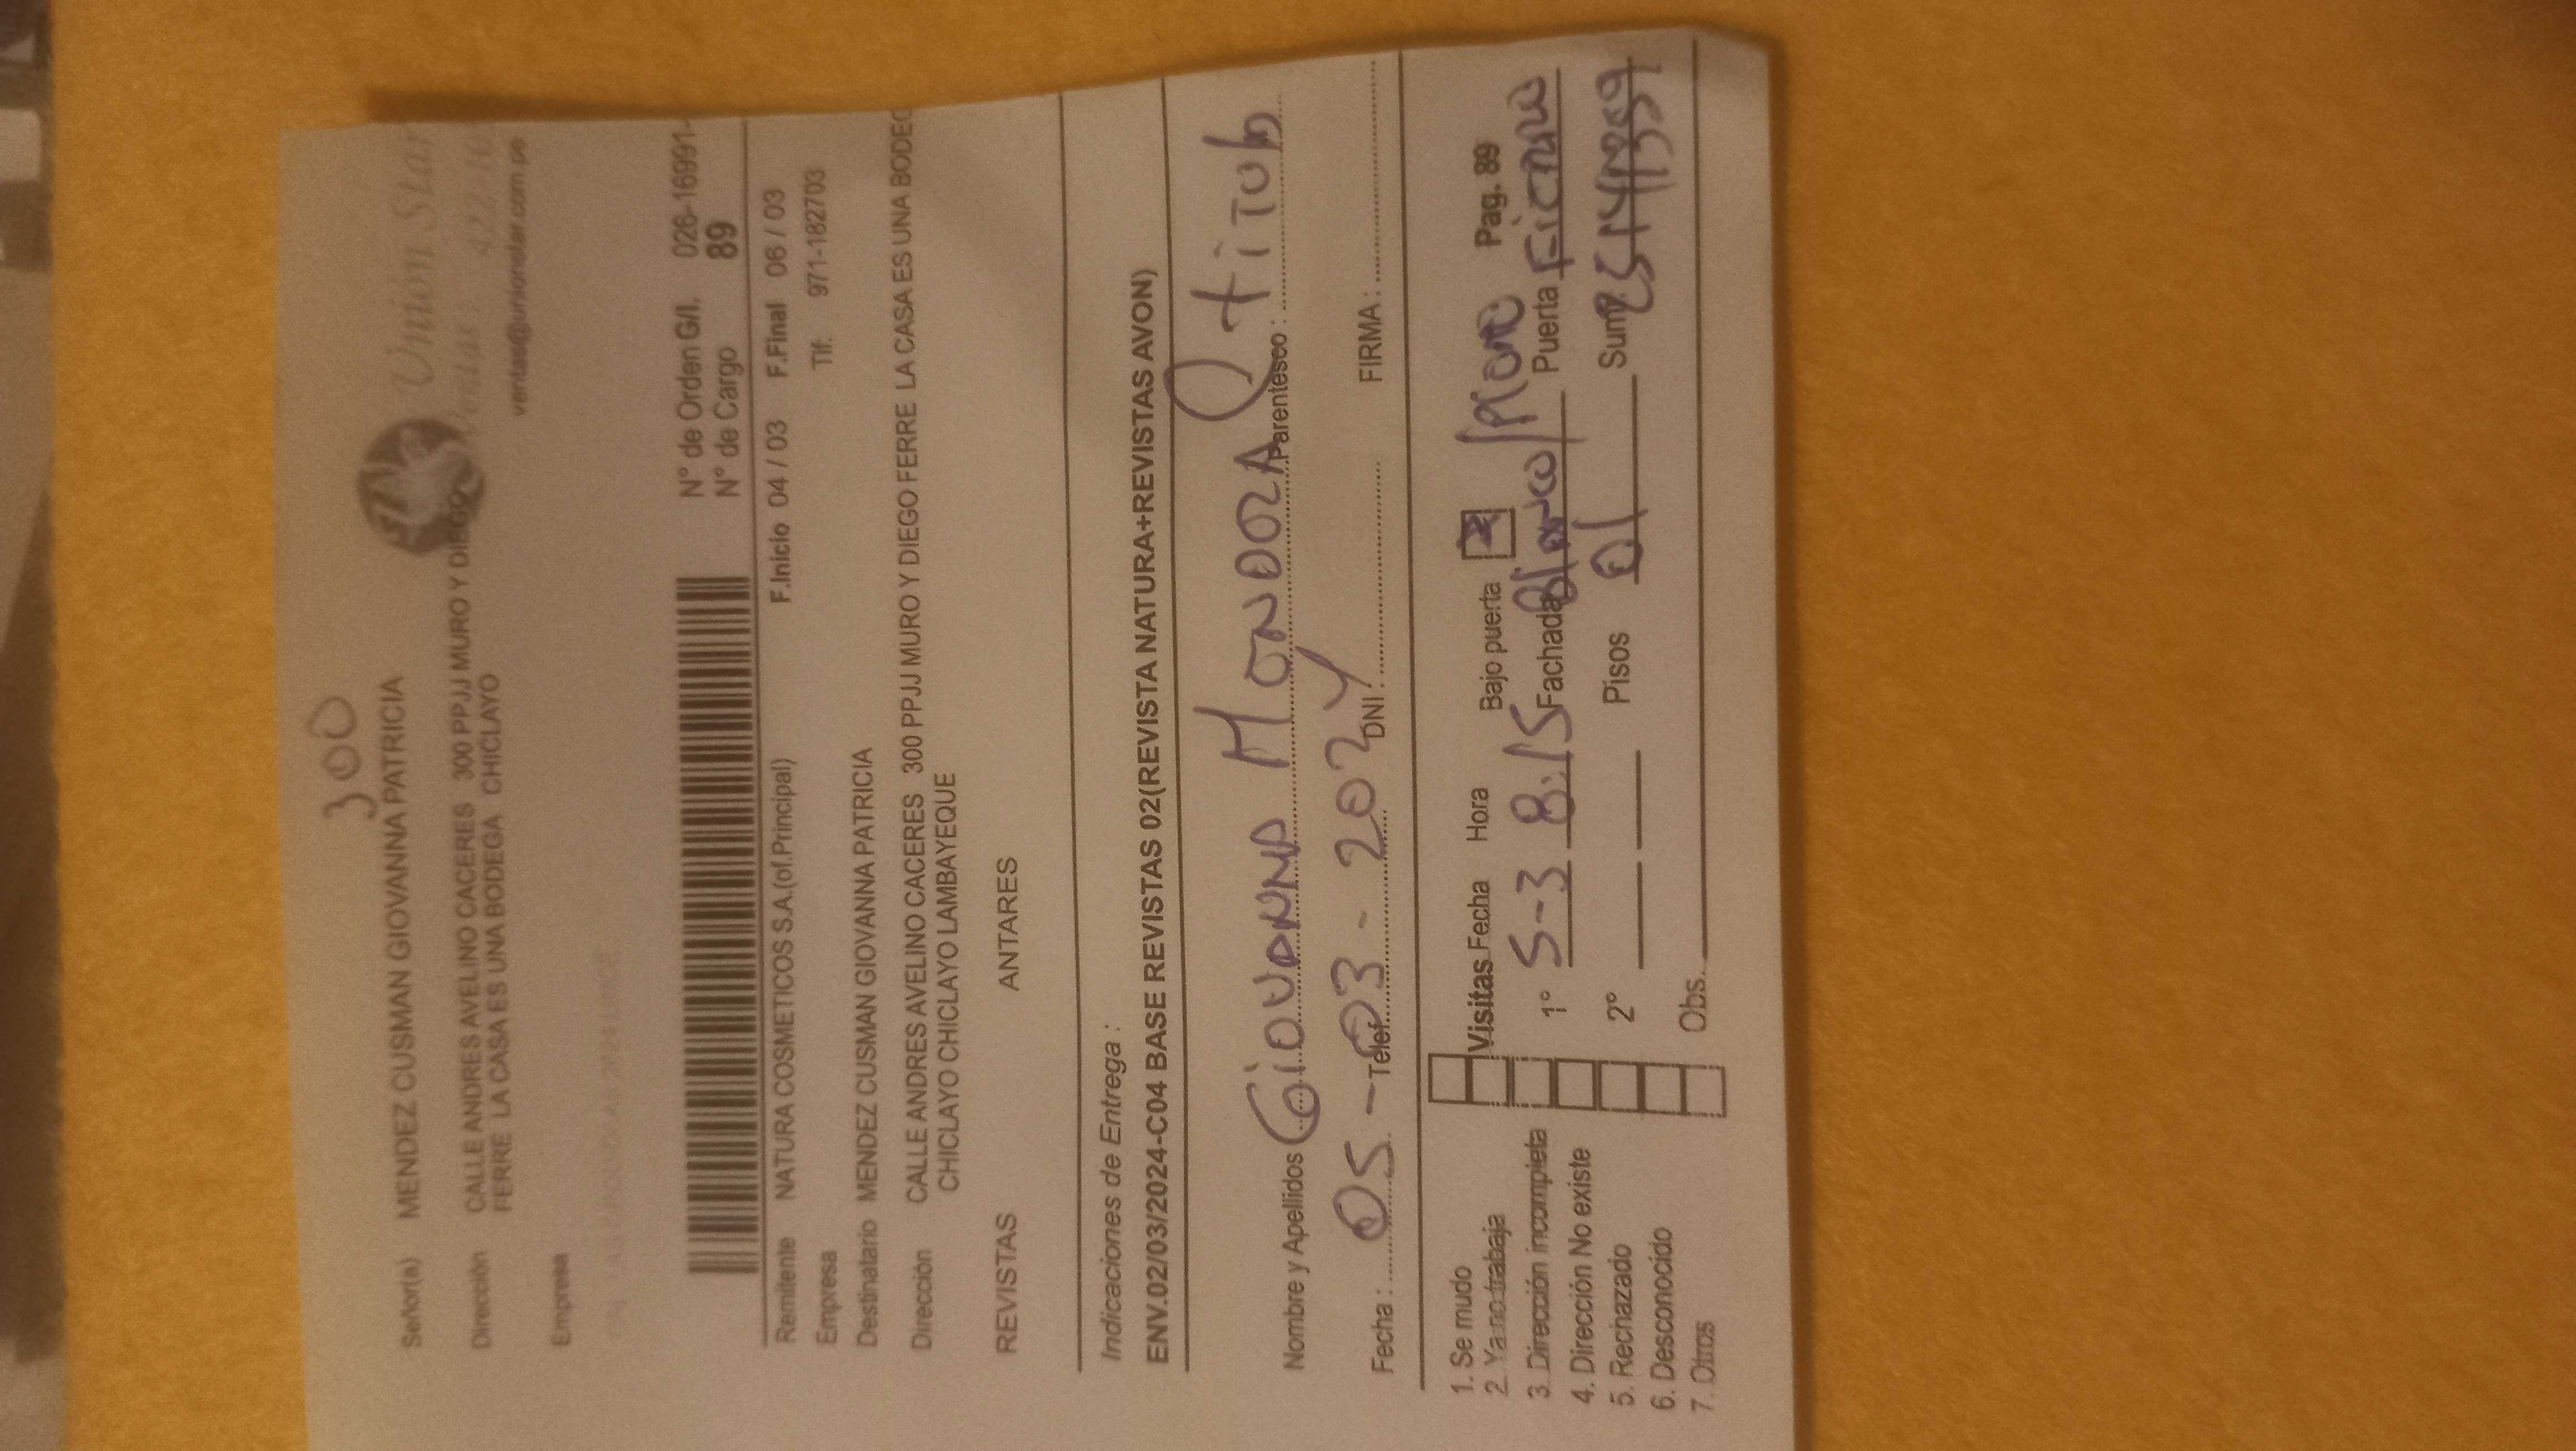 300
Señor(a) MENDEZ CUSMAN GIOVANNA PATRICIA
Unión Star
Ventas:
Dirección CALLE ANDRES AVELINO CACERES 300 PPJJ MURO Y DIEGO
FERRE LA CASA ES UNA BODEGA CHICLAYO
ventas@unionstar.com.pe
Empresa
N° de Orden G/I. 026-16991-
N° de Cargo 89
Remitente NATURA COSMETICOS S.A.(of.Principal) F.Inicio 04 / 03 F.Final 06 / 03
Empresa Tlf. 971-182703
Destinatario MENDEZ CUSMAN GIOVANNA PATRICIA
Dirección CALLE ANDRES AVELINO CACERES 300 PPJJ MURO Y DIEGO FERRE LA CASA ES UNA BODEG
CHICLAYO CHICLAYO LAMBAYEQUE
REVISTAS ANTARES
Indicaciones de Entrega :
ENV.02/03/2024-C04 BASE REVISTAS 02(REVISTA NATURA+REVISTAS AVON)
Nombre y Apellidos Giovanna Mendoza Parentesco :
Fecha : 05 - 03 - 2024 Telef. DNI : FIRMA :
1. Se mudo
2. Ya no trabaja
3. Dirección incompleta
4. Dirección No existe
5. Rechazado
6. Desconocido
7. Otros
Visitas Fecha Hora Bajo puerta Pag. 89
1° 5-3 8:15 Fachada Blanco Puerta Fierro
2° Pisos 01 Sum.
Obs.